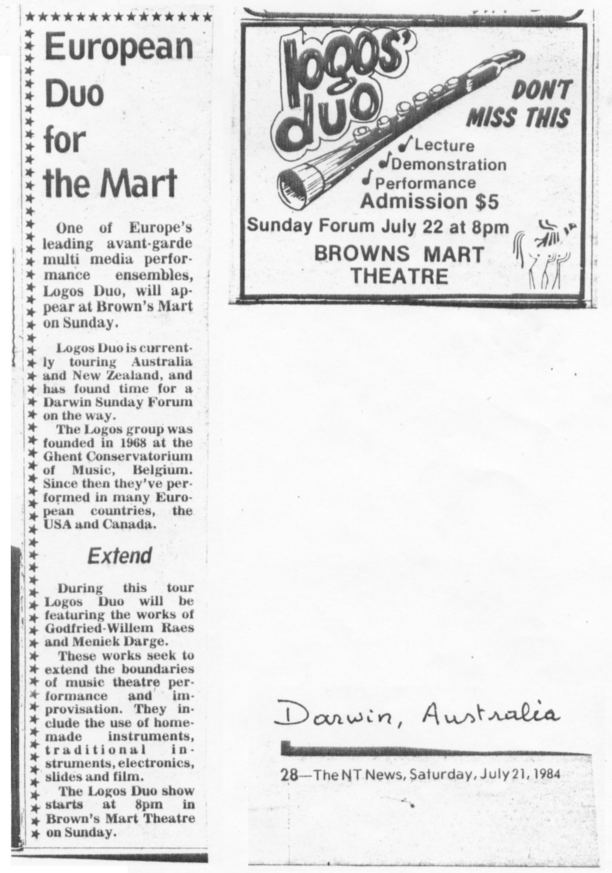 European
Duo
for
the Mart
One of Europe's
leading avant-garde
multi media perfor-
mance ensembles,
Logos Duo, will ap-
pear at Brown's Mart
on Sunday.
Logos Duo is current-
ly touring Australia
and New Zealand, and
has found time for a
Darwin Sunday Forum
on the way.
The Logos group was
founded in 1968 at the
Ghent Conservatorium
of Music, Belgium.
Since then they've per-
formed in many Euro-
pean countries, the
USA and Canada.
Extend
During this tour
Logos Duo will be
featuring the works of
Godfried-Willem Raes
and Meniek Darge.
These works seek to
extend the boundaries
of music theatre per-
formance and im-
provisation. They in-
clude the use of home-
made instruments,
traditional in-
struments, electronics,
slides and film.
The Logos Duo show
starts at 8pm in
Brown's Mart Theatre
on Sunday.
logos'
duo
DON'T
MISS THIS
Lecture
Demonstration
Performance
Admission $5
Sunday Forum July 22 at 8pm
BROWNS MART
THEATRE
Darwin, Australia
28—The NT News, Saturday, July 21, 1984